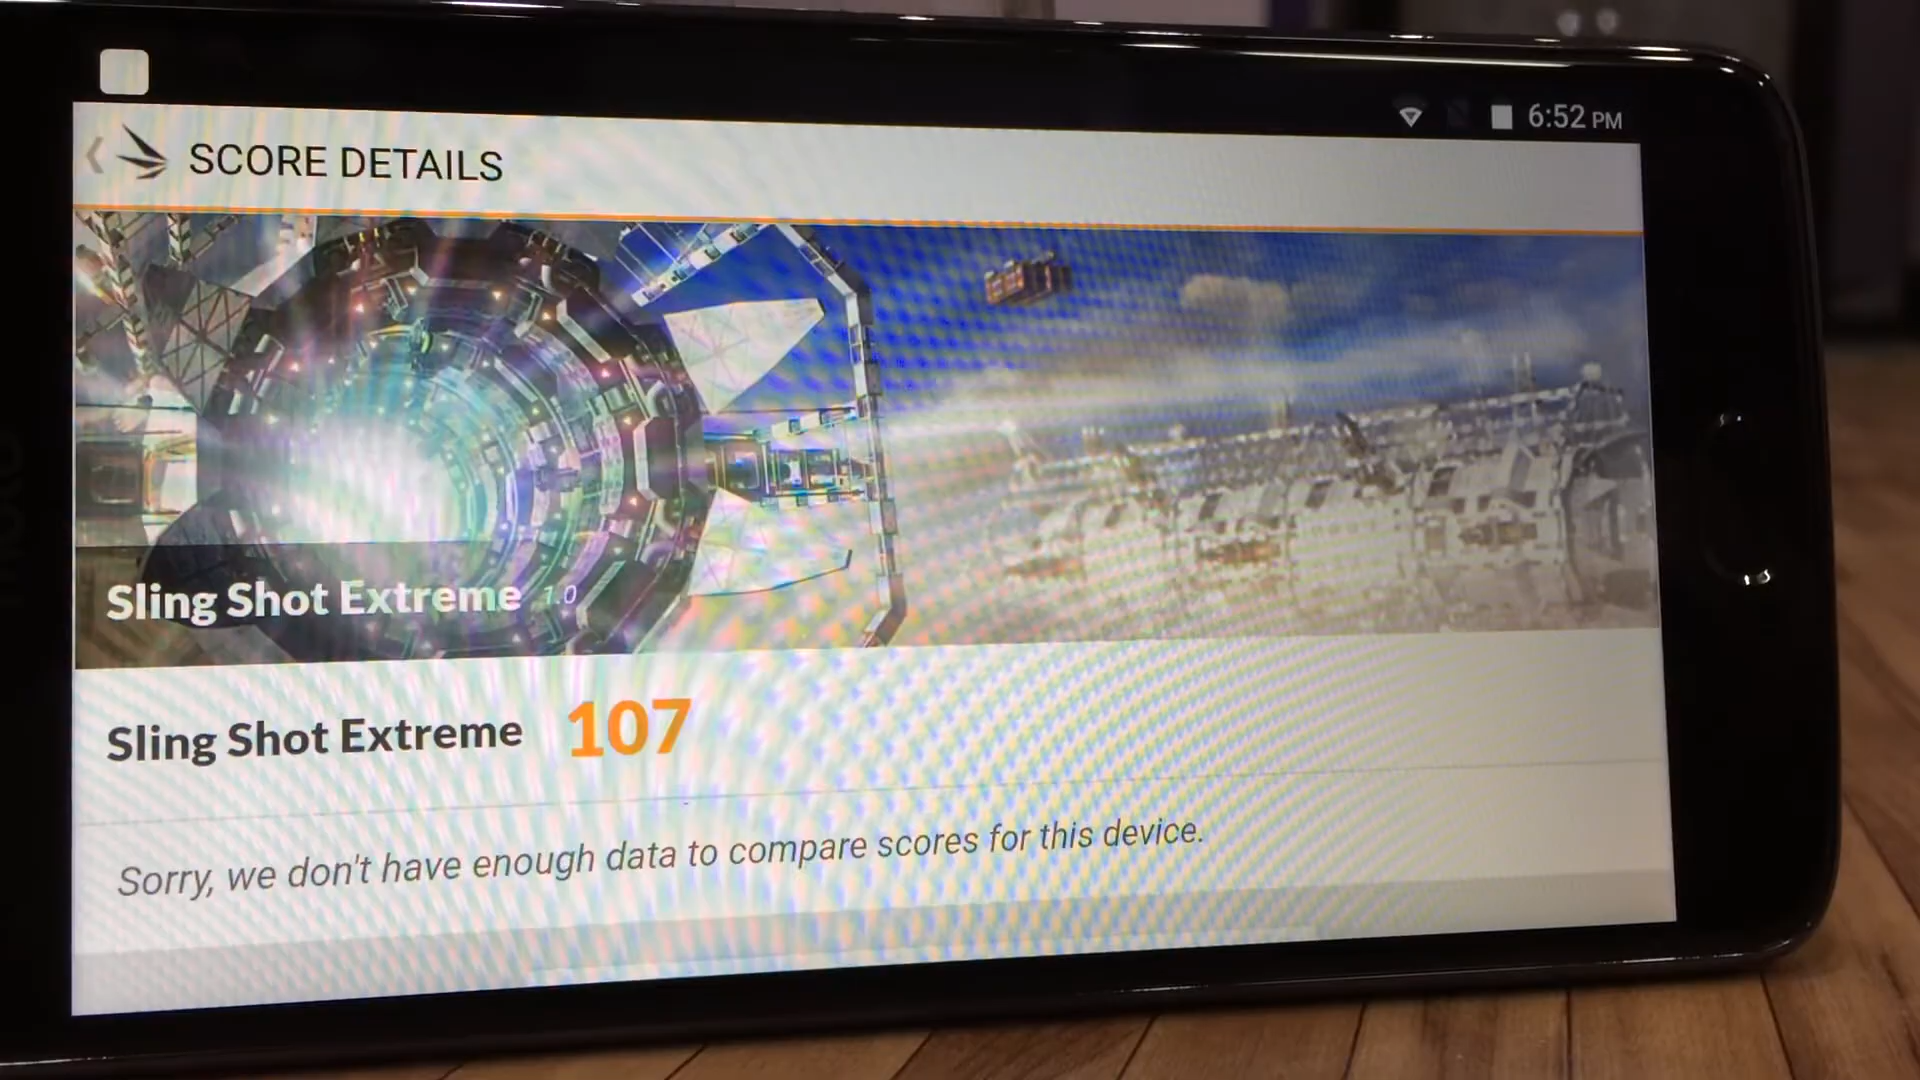 6:52 PM
SCORE DETAILS
Sling Shot Extreme 1.0
Sling Shot Extreme 107
Sorry, we don't have enough data to compare scores for this device.